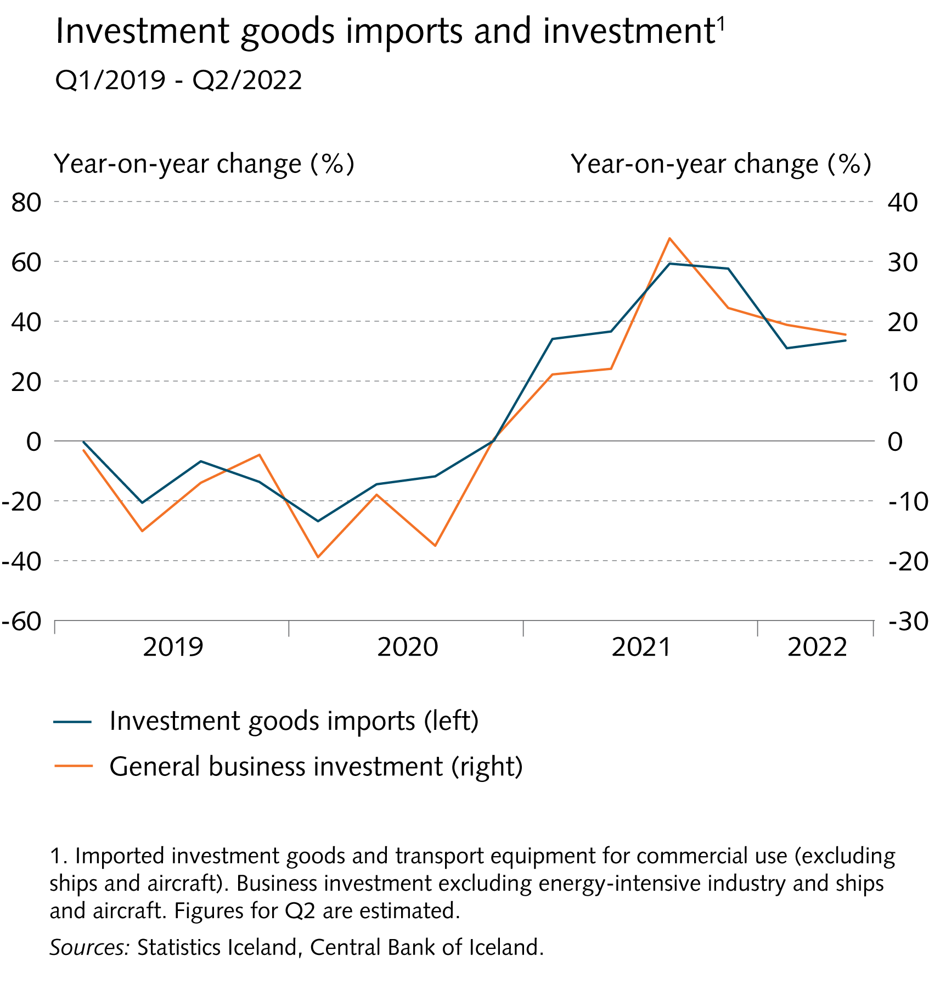 Investment goods imports and investment¹
Q1/2019 - Q2/2022
Year-on-year change (%)
Year-on-year change (%)
80
60
40
20
0
-20
-40
-60
40
30
20
10
0
-10
-20
-30
2019
2020
2021
2022
Investment goods imports (left)
General business investment (right)
1. Imported investment goods and transport equipment for commercial use (excluding
ships and aircraft). Business investment excluding energy-intensive industry and ships
and aircraft. Figures for Q2 are estimated.
Sources: Statistics Iceland, Central Bank of Iceland.